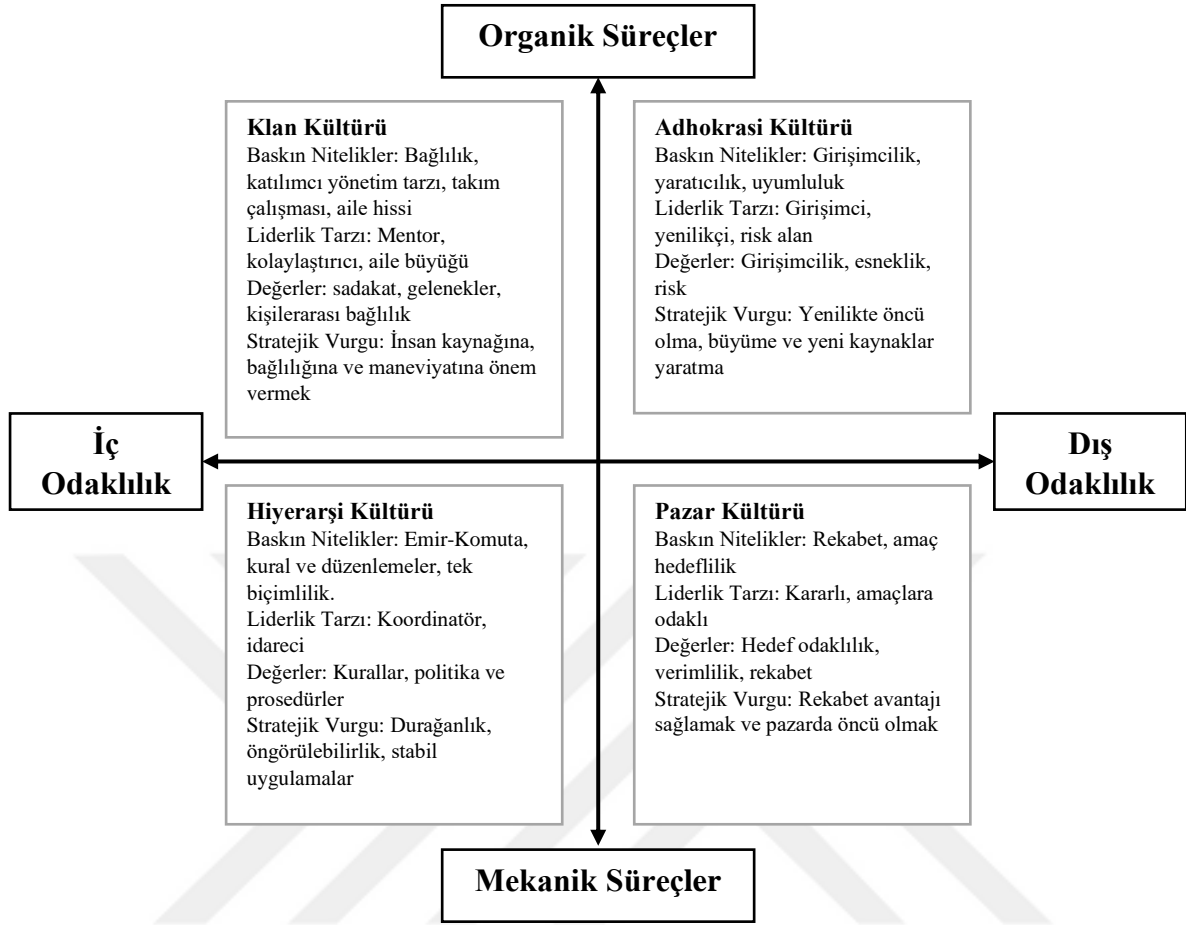 Organik Süreçler
Klan Kültürü
Baskın Nitelikler: Bağlılık,
katılımcı yönetim tarzı, takım
çalışması, aile hissi
Liderlik Tarzı: Mentor,
kolaylaştırıcı, aile büyüğü
Değerler: sadakat, gelenekler,
kişilerarası bağlılık
Stratejik Vurgu: İnsan kaynağına,
bağlılığına ve maneviyatına önem
vermek
Adhokrasi Kültürü
Baskın Nitelikler: Girişimcilik,
yaratıcılık, uyumluluk
Liderlik Tarzı: Girişimci,
yenilikçi, risk alan
Değerler: Girişimcilik, esneklik,
risk
Stratejik Vurgu: Yenilikte öncü
olma, büyüme ve yeni kaynaklar
yaratma
İç
Odaklılık
Dış
Odaklılık
Hiyerarşi Kültürü
Baskın Nitelikler: Emir-Komuta,
kural ve düzenlemeler, tek
biçimlilik.
Liderlik Tarzı: Koordinatör,
idareci
Değerler: Kurallar, politika ve
prosedürler
Stratejik Vurgu: Durağanlık,
öngörülebilirlik, stabil
uygulamalar
Pazar Kültürü
Baskın Nitelikler: Rekabet, amaç
hedeflilik
Liderlik Tarzı: Kararlı, amaçlara
odaklı
Değerler: Hedef odaklılık,
verimlilik, rekabet
Stratejik Vurgu: Rekabet avantajı
sağlamak ve pazarda öncü olmak
Mekanik Süreçler